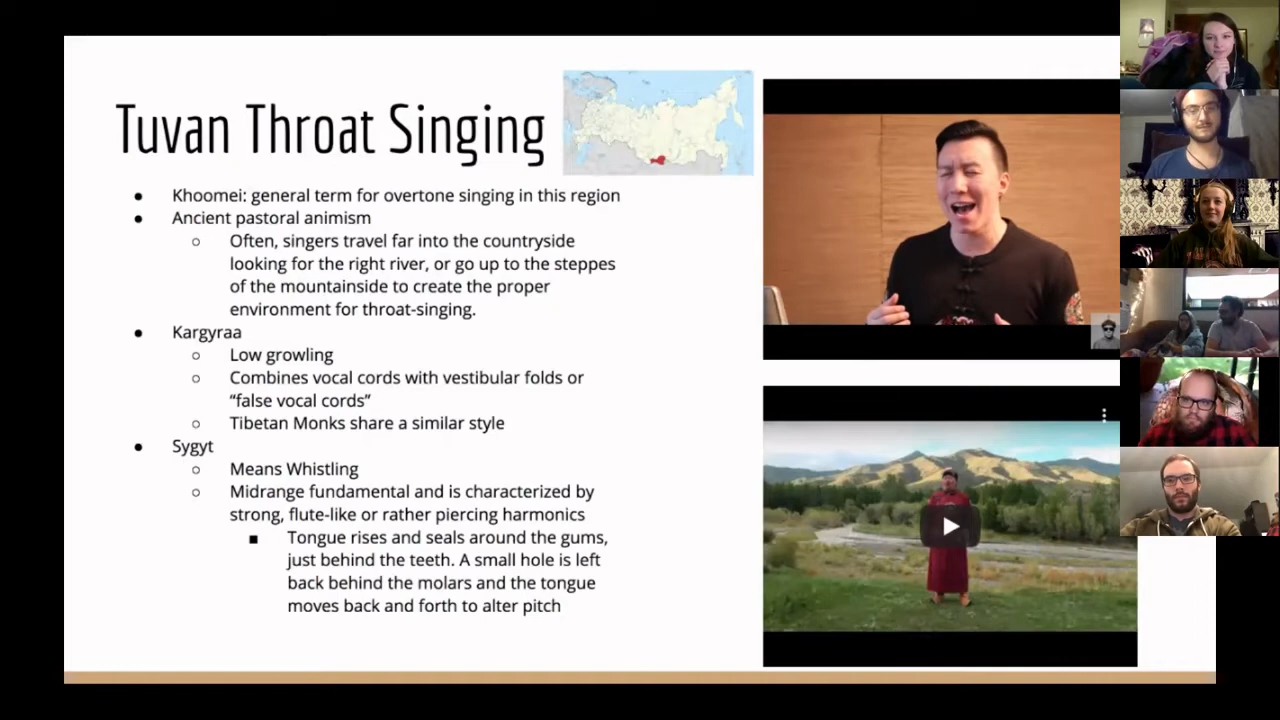 Tuvan Throat Singing
● Khoomei: general term for overtone singing in this region
● Ancient pastoral animism
○ Often, singers travel far into the countryside
looking for the right river, or go up to the steppes
of the mountainside to create the proper
environment for throat-singing.
● Kargyraa
○ Low growling
○ Combines vocal cords with vestibular folds or
“false vocal cords”
○ Tibetan Monks share a similar style
● Sygyt
○ Means Whistling
○ Midrange fundamental and is characterized by
strong, flute-like or rather piercing harmonics
■ Tongue rises and seals around the gums,
just behind the teeth. A small hole is left
back behind the molars and the tongue
moves back and forth to alter pitch